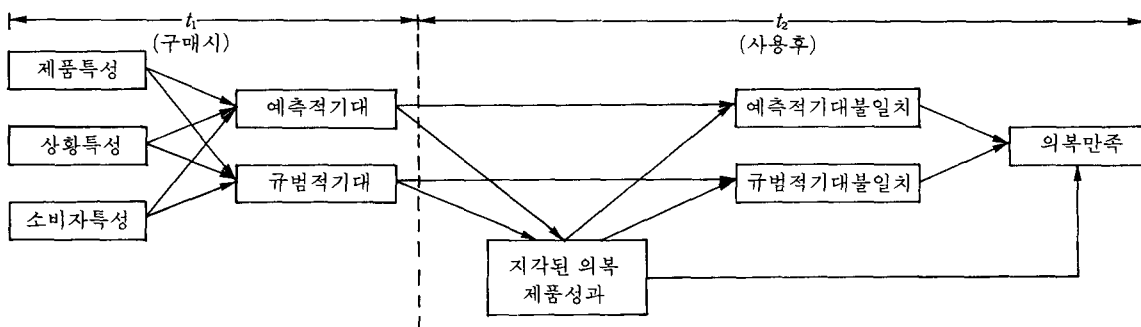 t₁
(구매시)
t₂
(사용후)
제품특성
상황특성
소비자특성
예측적기대
규범적기대
지각된 의복
제품성과
예측적기대불일치
규범적기대불일치
의복만족